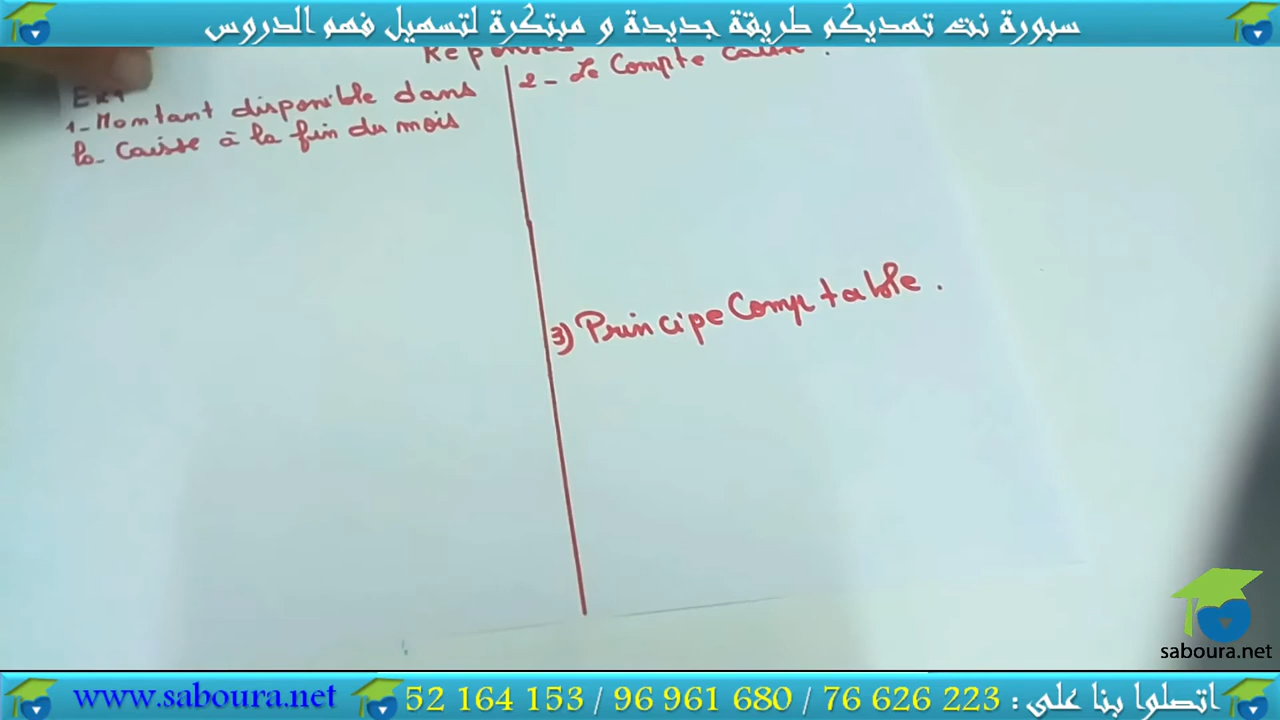 سبورة نت تهديكم طريقة جديدة و مبتكرة لتسهيل فهم الدروس
Réponses
Ex1
1-Montant disponible dans
la Caisse à la fin du mois
2- Le Compte Caisse :
3) Principe Comptable .
saboura.net
www.saboura.net
52 164 153 / 96 961 680 / 76 626 223 : اتصلوا بنا على